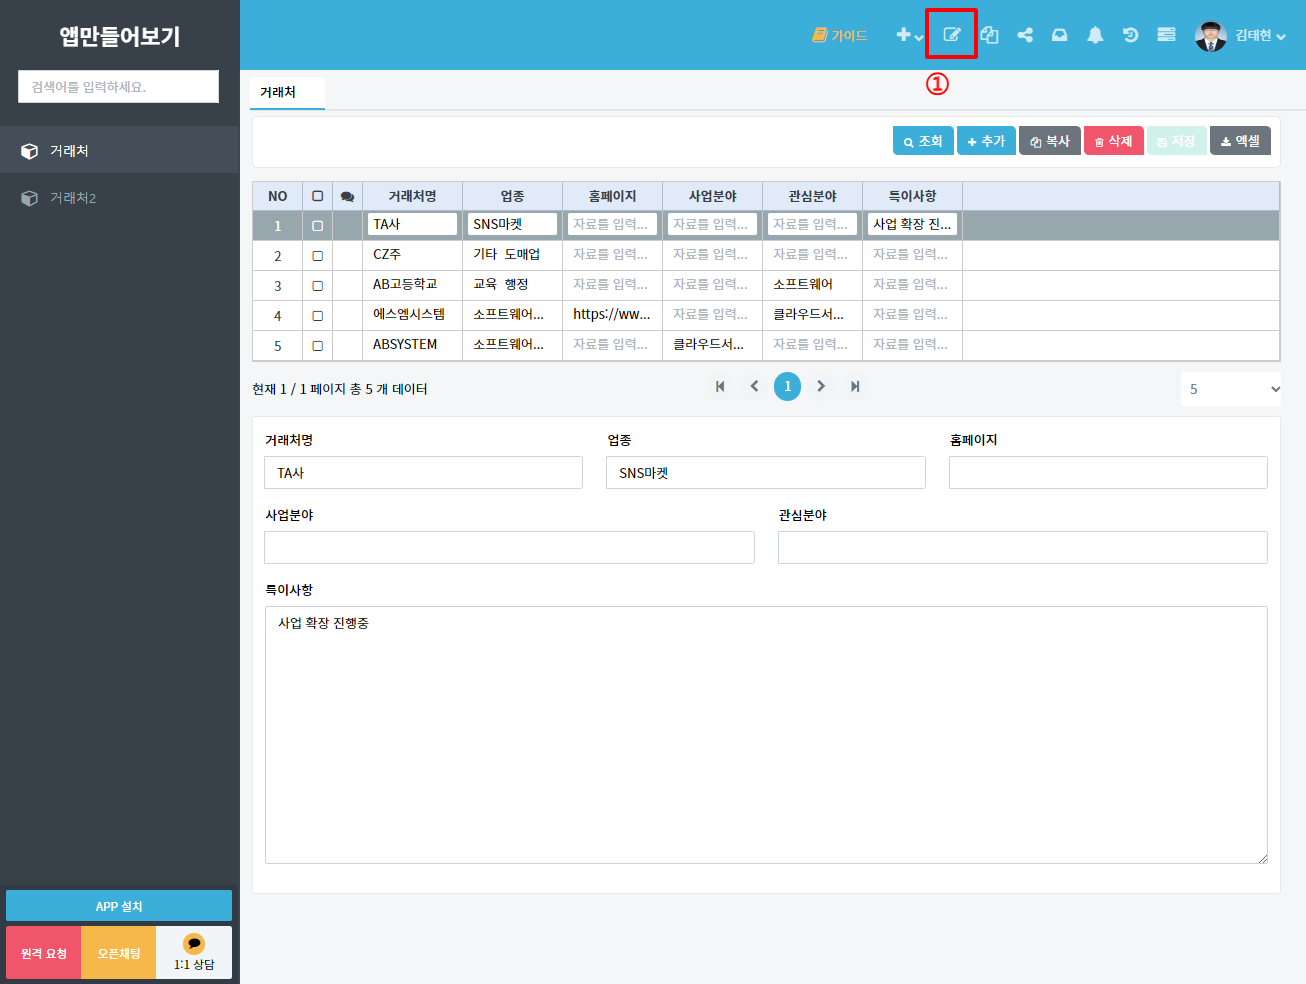 앱만들어보기
검색어를 입력하세요.
거래처
거래처2
APP 설치
원격 요청
오픈채팅
1:1 상담
가이드
김태현
①
거래처
조회
추가
복사
삭제
저장
엑셀
NO 거래처명 업종 홈페이지 사업분야 관심분야 특이사항
1 TA사 SNS마켓 자료를 입력... 자료를 입력... 자료를 입력... 사업 확장 진...
2 CZ주 기타 도매업 자료를 입력... 자료를 입력... 자료를 입력... 자료를 입력...
3 AB고등학교 교육 행정 자료를 입력... 자료를 입력... 소프트웨어 자료를 입력...
4 에스엠시스템 소프트웨어... https://ww... 자료를 입력... 클라우드서... 자료를 입력...
5 ABSYSTEM 소프트웨어... 자료를 입력... 클라우드서... 자료를 입력... 자료를 입력...
현재 1 / 1 페이지 총 5 개 데이터
1
5
거래처명 업종 홈페이지
TA사 SNS마켓
사업분야 관심분야
특이사항
사업 확장 진행중